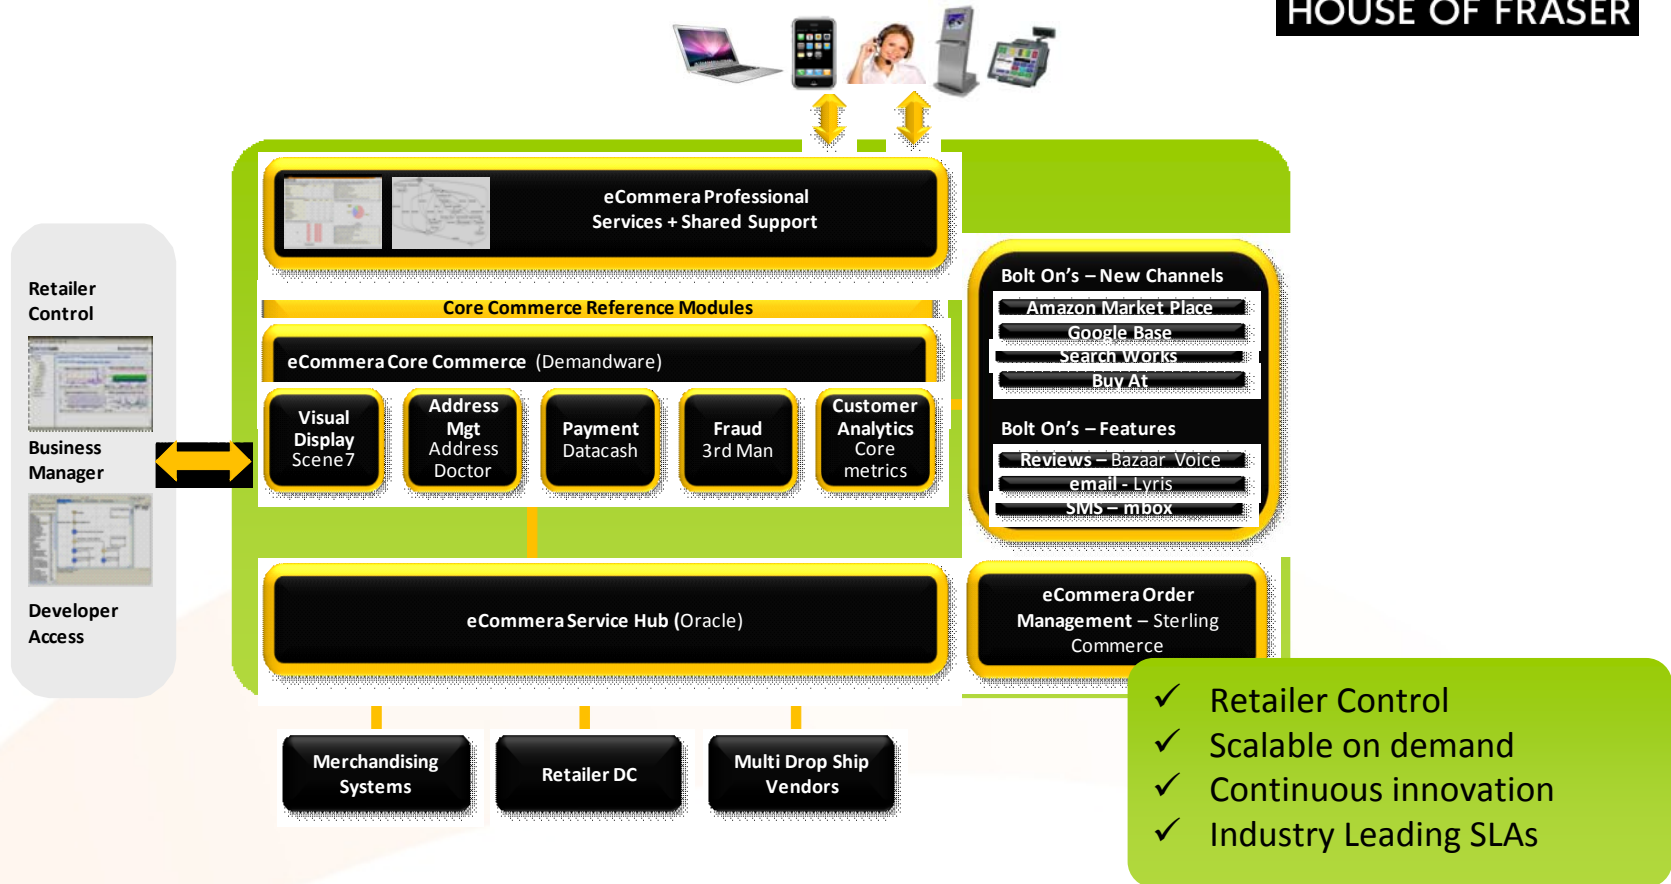 HOUSE OF FRASER
eCommera Professional
Services + Shared Support
Retailer
Control
Business
Manager
Developer
Access
Core Commerce Reference Modules
eCommera Core Commerce (Demandware)
Visual
Display
Scene7
Address
Mgt
Address
Doctor
Payment
Datacash
Fraud
3rd Man
Customer
Analytics
Core
metrics
Bolt On's – New Channels
Amazon Market Place
Google Base
Search Works
Buy At
Bolt On's – Features
Reviews – Bazaar Voice
email - Lyris
SMS – mbox
eCommera Service Hub (Oracle)
eCommera Order
Management – Sterling
Commerce
Merchandising
Systems
Retailer DC
Multi Drop Ship
Vendors
✓ Retailer Control
✓ Scalable on demand
✓ Continuous innovation
✓ Industry Leading SLAs